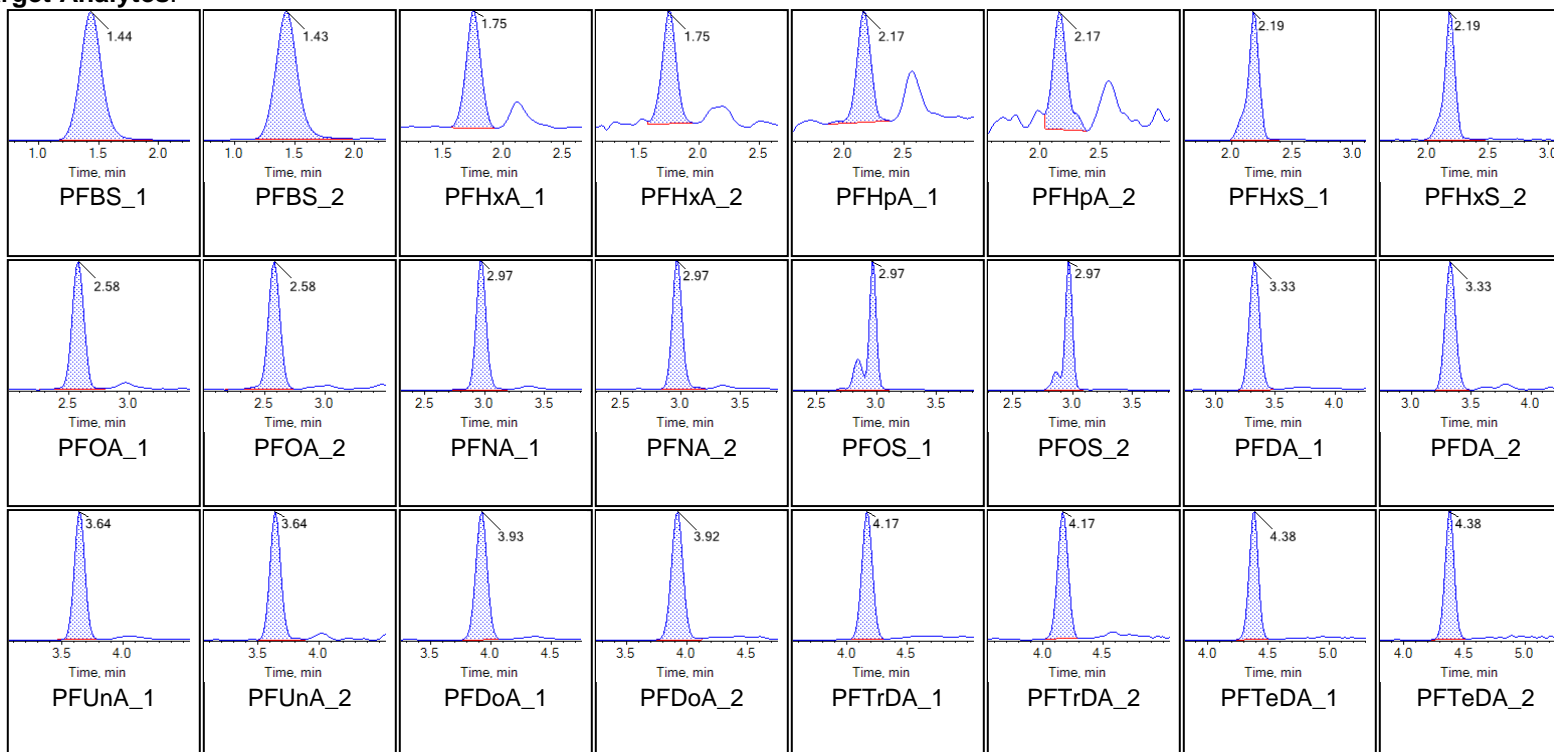 rget Analytes:
1.44 1.43 1.75 1.75 2.17 2.17 2.19 2.19
1.0 1.5 2.0 1.0 1.5 2.0 1.5 2.0 2.5 1.5 2.0 2.5 2.0 2.5 2.0 2.5 2.0 2.5 3.0 2.0 2.5 3.0
Time, min Time, min Time, min Time, min Time, min Time, min Time, min Time, min
PFBS_1 PFBS_2 PFHxA_1 PFHxA_2 PFHpA_1 PFHpA_2 PFHxS_1 PFHxS_2
2.58 2.58 2.97 2.97 2.97 2.97 3.33 3.33
2.5 3.0 2.5 3.0 2.5 3.0 3.5 2.5 3.0 3.5 2.5 3.0 3.5 2.5 3.0 3.5 3.0 3.5 4.0 3.0 3.5 4.0
Time, min Time, min Time, min Time, min Time, min Time, min Time, min Time, min
PFOA_1 PFOA_2 PFNA_1 PFNA_2 PFOS_1 PFOS_2 PFDA_1 PFDA_2
3.64 3.64 3.93 3.92 4.17 4.17 4.38 4.38
3.5 4.0 3.5 4.0 3.5 4.0 4.5 3.5 4.0 4.5 4.0 4.5 4.0 4.5 4.0 4.5 5.0 4.0 4.5 5.0
Time, min Time, min Time, min Time, min Time, min Time, min Time, min Time, min
PFUnA_1 PFUnA_2 PFDoA_1 PFDoA_2 PFTrDA_1 PFTrDA_2 PFTeDA_1 PFTeDA_2